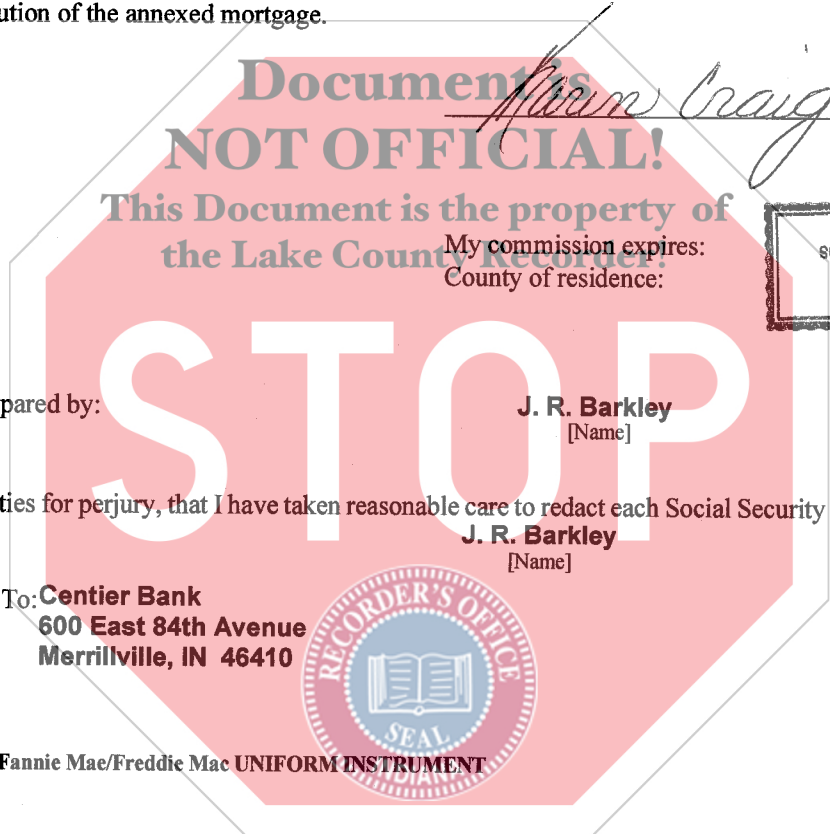 ution of the annexed mortgage.
Document is
Karen Craig
NOT OFFICIAL!
This Document is the property of
the Lake County Recorder!
My commission expires:
County of residence:
STOP
pared by:
J. R. Barkley
[Name]
ties for perjury, that I have taken reasonable care to redact each Social Security
J. R. Barkley
[Name]
To: Centier Bank
600 East 84th Avenue
Merrillville, IN 46410
RECORDER'S OFFICE
SEAL
INDIANA
Fannie Mae/Freddie Mac UNIFORM INSTRUMENT